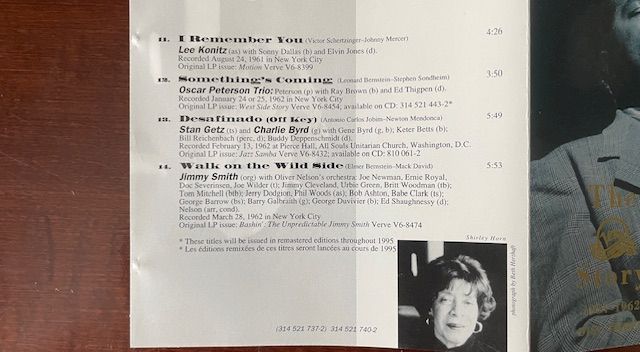 11. I Remember You (Victor Schertzinger–Johnny Mercer) 4:26
Lee Konitz (as) with Sonny Dallas (b) and Elvin Jones (d).
Recorded August 24, 1961 in New York City
Original LP issue: Motion Verve V6-8399
12. Something's Coming (Leonard Bernstein–Stephen Sondheim) 3:50
Oscar Peterson Trio: Peterson (p) with Ray Brown (b) and Ed Thigpen (d).
Recorded January 24 or 25, 1962 in New York City
Original LP issue: West Side Story Verve V6-8454; available on CD: 314 521 443-2*
13. Desafinado (Off Key) (Antonio Carlos Jobim–Newton Mendonca) 5:49
Stan Getz (ts) and Charlie Byrd (g) with Gene Byrd (g, b); Keter Betts (b);
Bill Reichenbach (perc, d); Buddy Deppenschmidt (d).
Recorded February 13, 1962 at Pierce Hall, All Souls Unitarian Church, Washington, D.C.
Original LP issue: Jazz Samba Verve V6-8432; available on CD: 810 061-2
14. Walk on the Wild Side (Elmer Bernstein–Mack David) 5:53
Jimmy Smith (org) with Oliver Nelson's orchestra: Joe Newman, Ernie Royal,
Doc Severinsen, Joe Wilder (t); Jimmy Cleveland, Urbie Green, Britt Woodman (tb);
Tom Mitchell (btb); Jerry Dodgion, Phil Woods (as); Bob Ashton, Babe Clark (ts);
George Barrow (bs); Barry Galbraith (g); George Duvivier (b); Ed Shaughnessy (d);
Nelson (arr, cond).
Recorded March 28, 1962 in New York City
Original LP issue: Bashin': The Unpredictable Jimmy Smith Verve V6-8474
* These titles will be issued in remastered editions throughout 1995
* Les éditions remixées de ces titres seront lancées au cours de 1995
Shirley Horn
photograph by Beth Herzhaft
(314 521 737-2) 314 521 740-2
The
Story